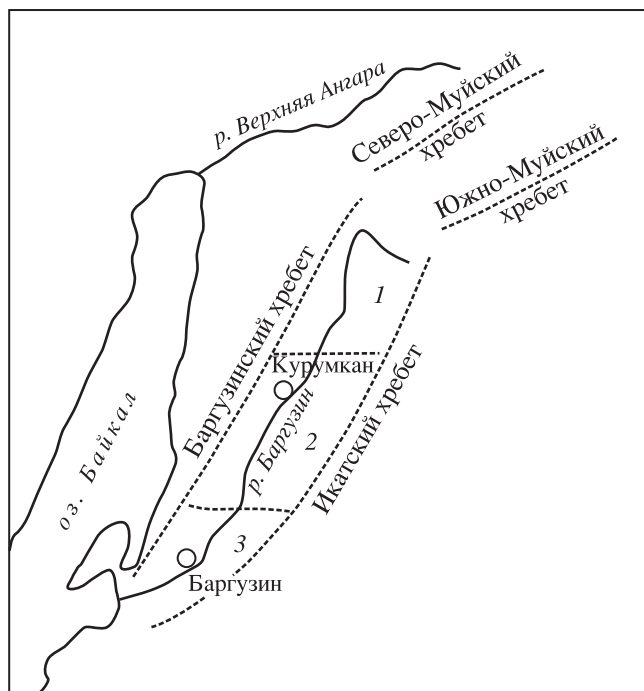 р. Верхняя Ангара
Северо-Муйский
хребет
Южно-Муйский
хребет
Баргузинский хребет
1
Курумкан
Икатский хребет
р. Баргузин
2
оз. Байкал
3
Баргузин